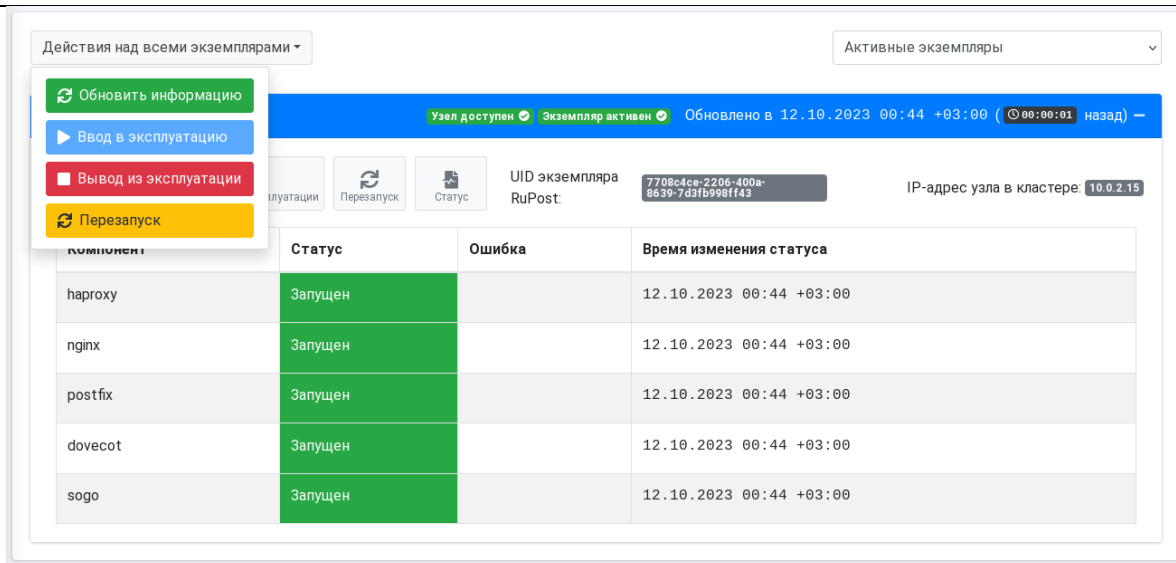 Действия над всеми экземплярами
Активные экземпляры
Обновить информацию
Ввод в эксплуатацию
Вывод из эксплуатации
Перезапуск
Узел доступен Экземпляр активен Обновлено в 12.10.2023 00:44 +03:00 ( 00:00:01 назад)
Перезапуск
Статус
UID экземпляра
RuPost:
7708c4ce-2206-400a-
8639-7d3fb998ff43
IP-адрес узла в кластере: 10.0.2.15
Компонент Статус Ошибка Время изменения статуса
haproxy Запущен 12.10.2023 00:44 +03:00
nginx Запущен 12.10.2023 00:44 +03:00
postfix Запущен 12.10.2023 00:44 +03:00
dovecot Запущен 12.10.2023 00:44 +03:00
sogo Запущен 12.10.2023 00:44 +03:00